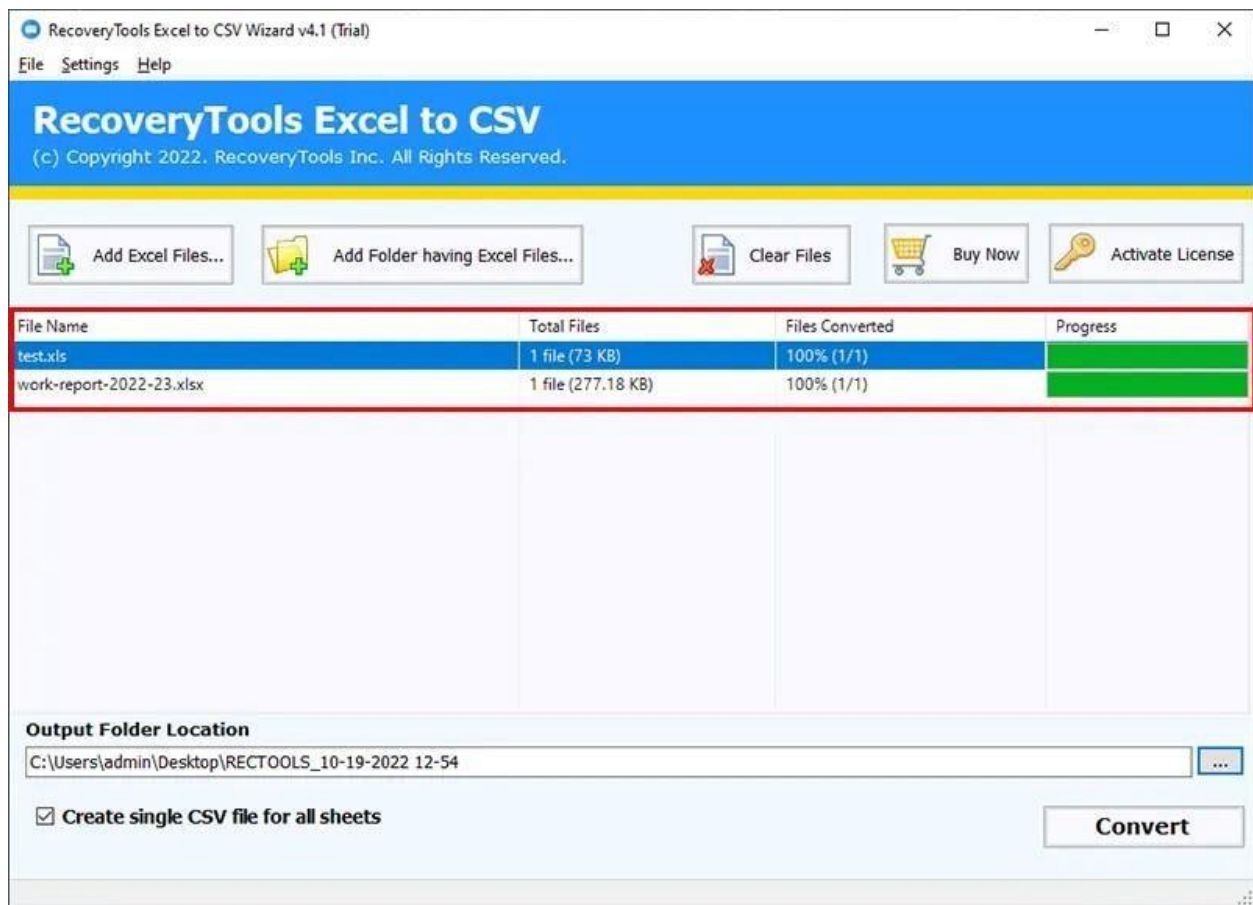 RecoveryTools Excel to CSV Wizard v4.1 (Trial)
File Settings Help
RecoveryTools Excel to CSV
(c) Copyright 2022. RecoveryTools Inc. All Rights Reserved.
Add Excel Files... Add Folder having Excel Files... Clear Files Buy Now Activate License
File Name Total Files Files Converted Progress
test.xls 1 file (73 KB) 100% (1/1)
work-report-2022-23.xlsx 1 file (277.18 KB) 100% (1/1)
Output Folder Location
C:\Users\admin\Desktop\RECTOOLS_10-19-2022 12-54 ...
Create single CSV file for all sheets
Convert